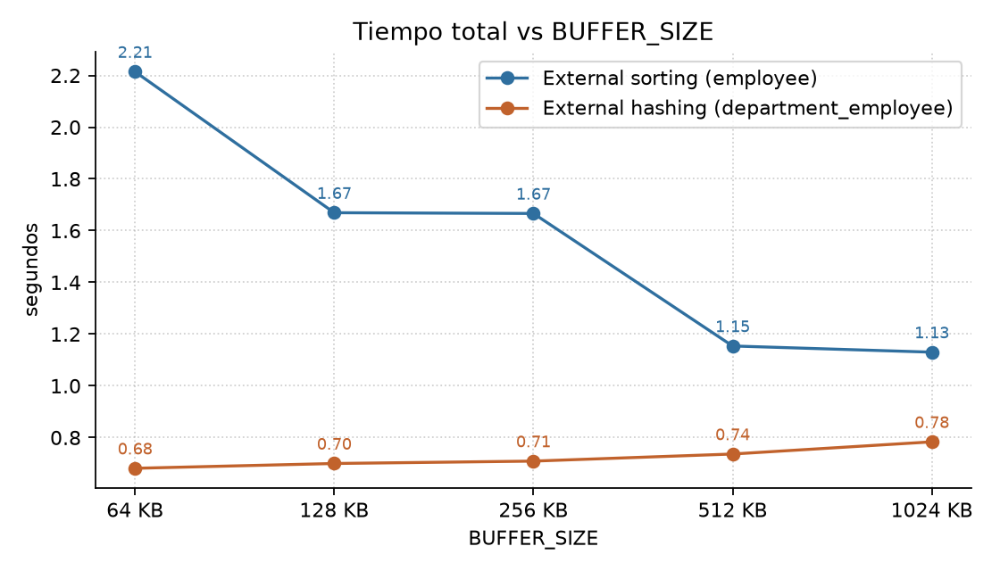 Tiempo total vs BUFFER_SIZE
External sorting (employee)
External hashing (department_employee)
segundos
2.2
2.0
1.8
1.6
1.4
1.2
1.0
0.8
2.21
1.67
1.67
1.15
1.13
0.68
0.70
0.71
0.74
0.78
64 KB
128 KB
256 KB
512 KB
1024 KB
BUFFER_SIZE